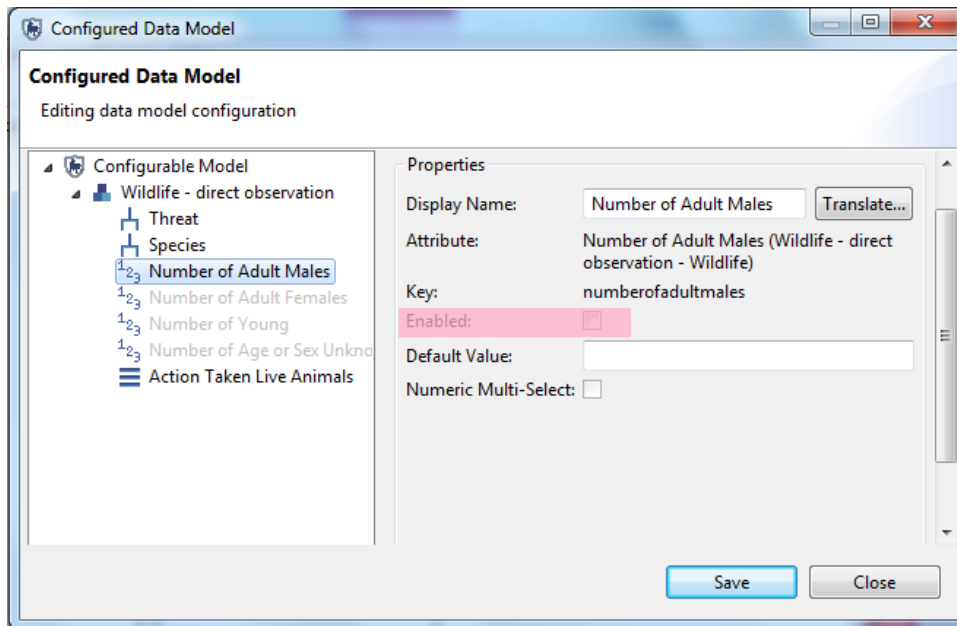 Configured Data Model
Configured Data Model
Editing data model configuration
Configurable Model
Wildlife - direct observation
Threat
Species
Number of Adult Males
Number of Adult Females
Number of Young
Number of Age or Sex Unkno
Action Taken Live Animals
Properties
Display Name:
Number of Adult Males
Translate...
Attribute:
Number of Adult Males (Wildlife - direct
observation - Wildlife)
Key:
numberofadultmales
Enabled:
Default Value:
Numeric Multi-Select:
Save
Close